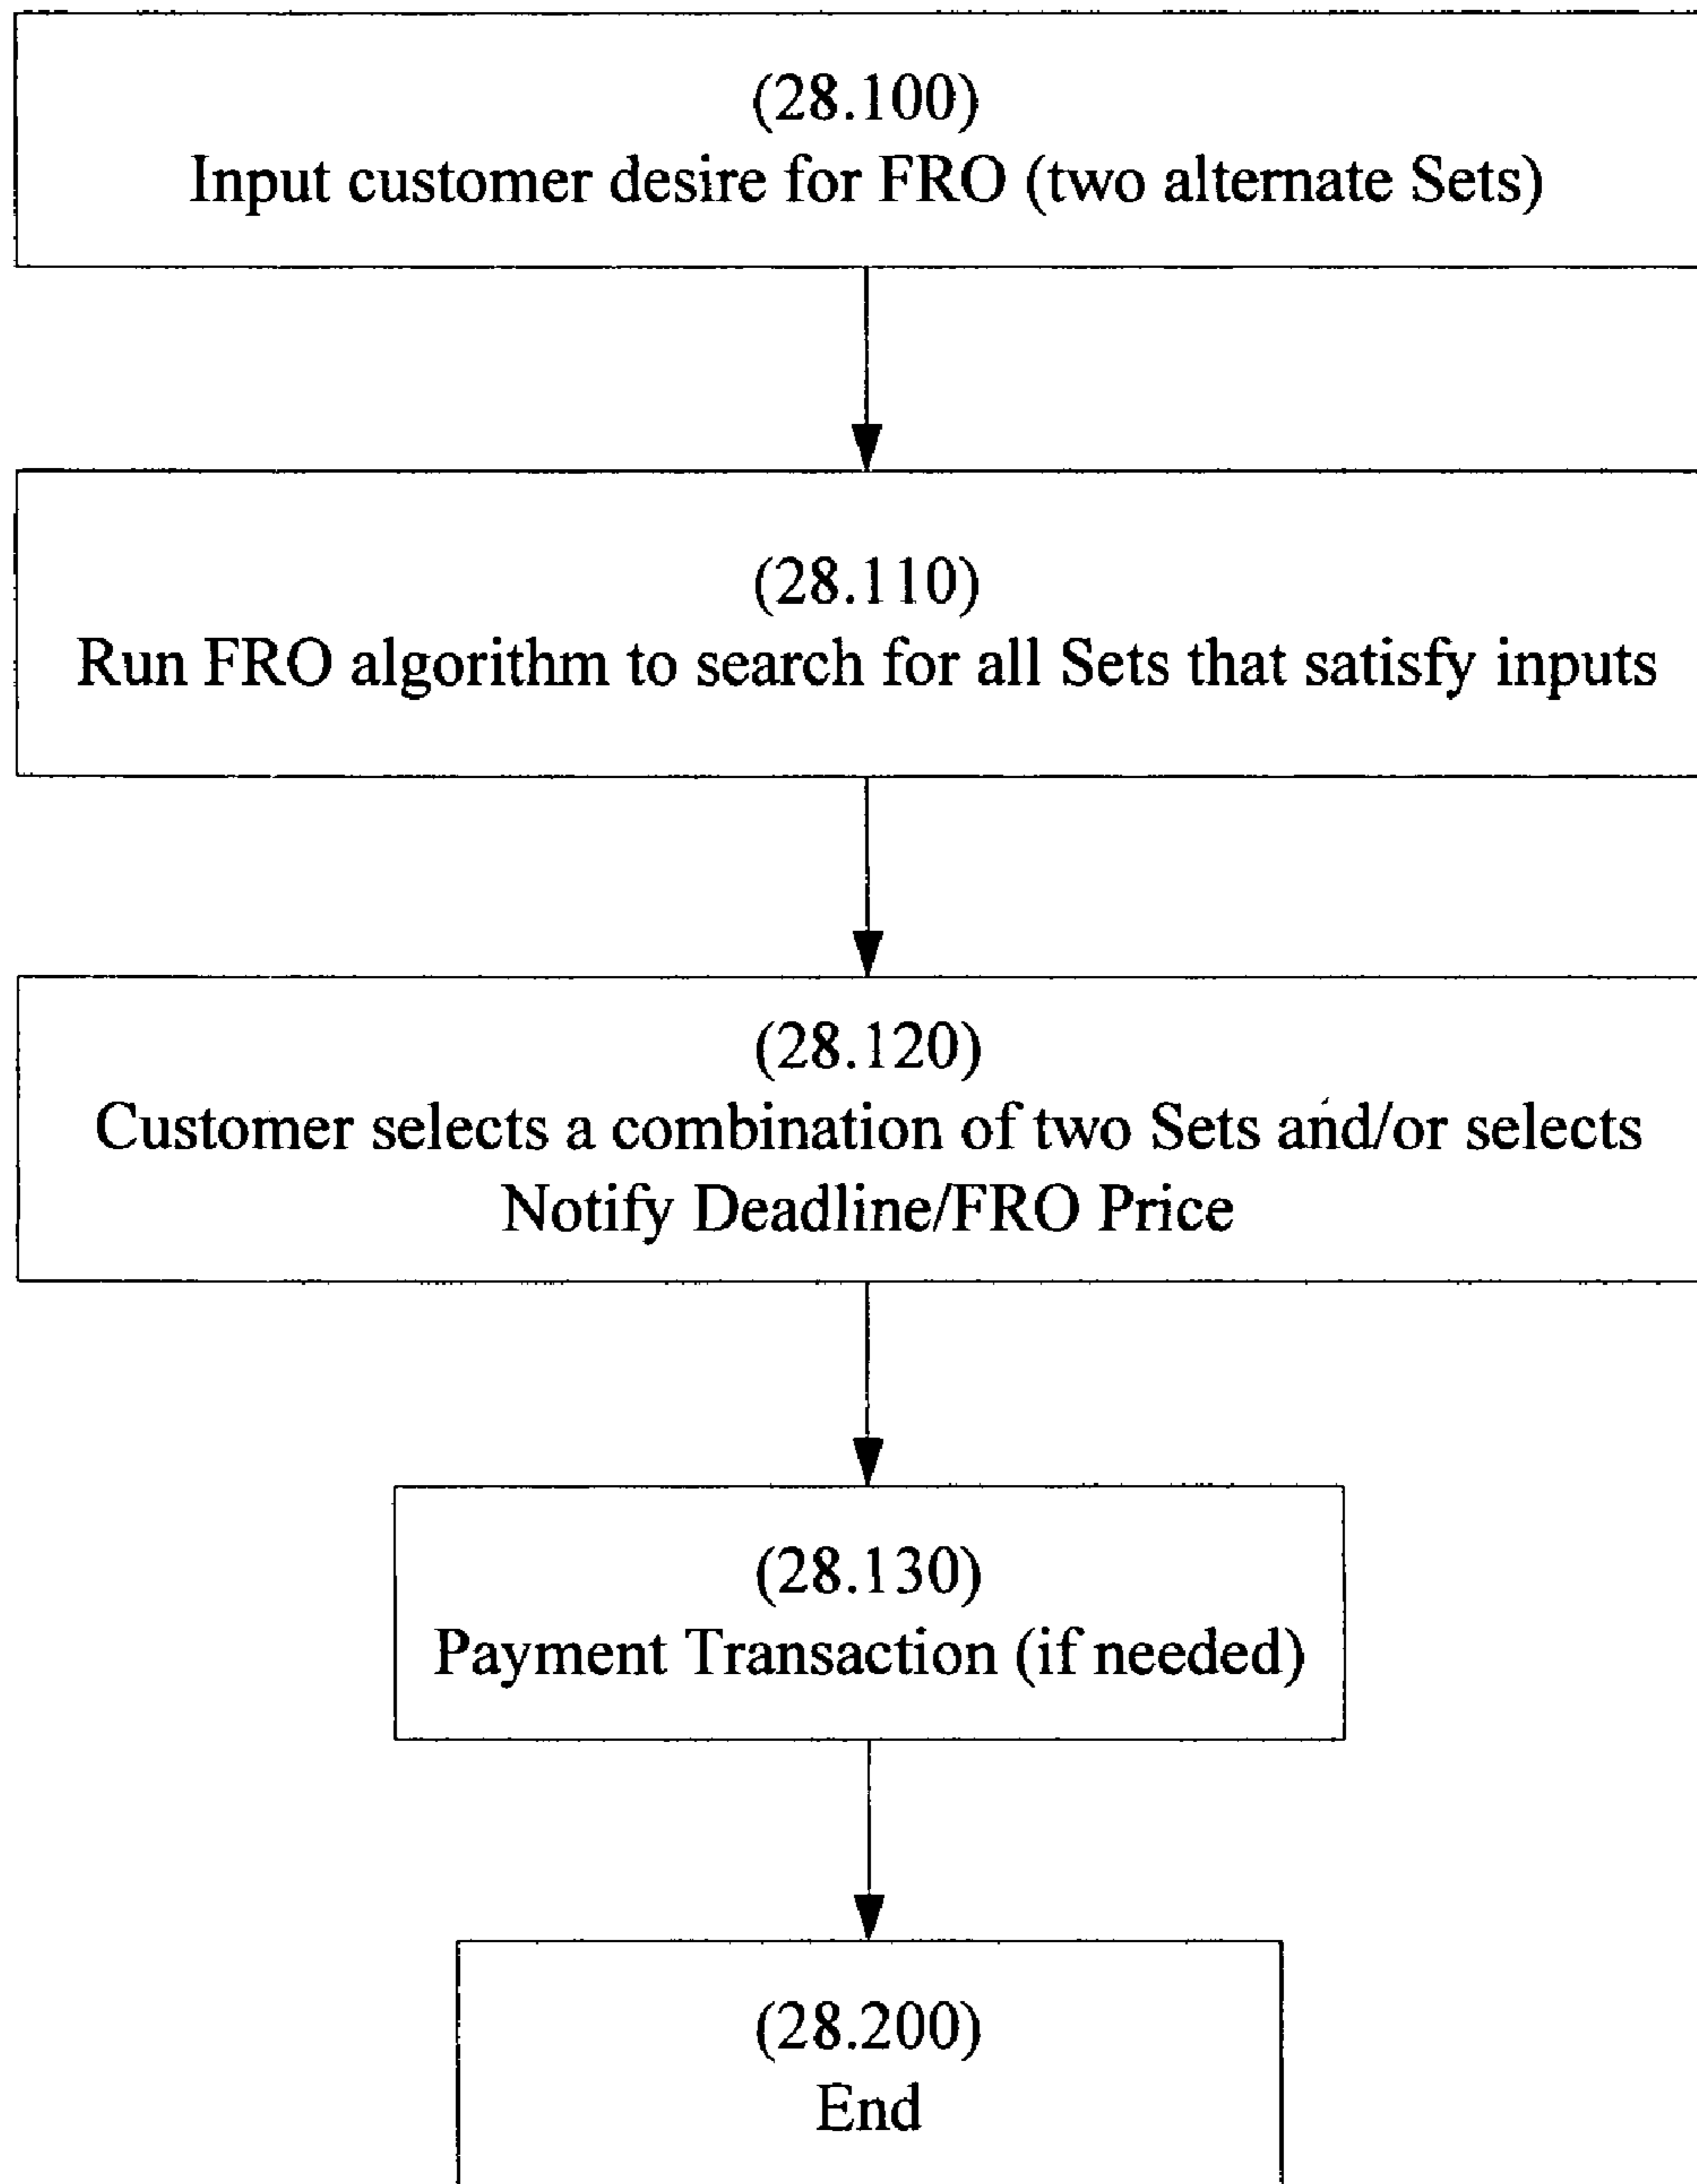 (28.100)
Input customer desire for FRO (two alternate Sets)
(28.110)
Run FRO algorithm to search for all Sets that satisfy inputs
(28.120)
Customer selects a combination of two Sets and/or selects
Notify Deadline/FRO Price
(28.130)
Payment Transaction (if needed)
(28.200)
End